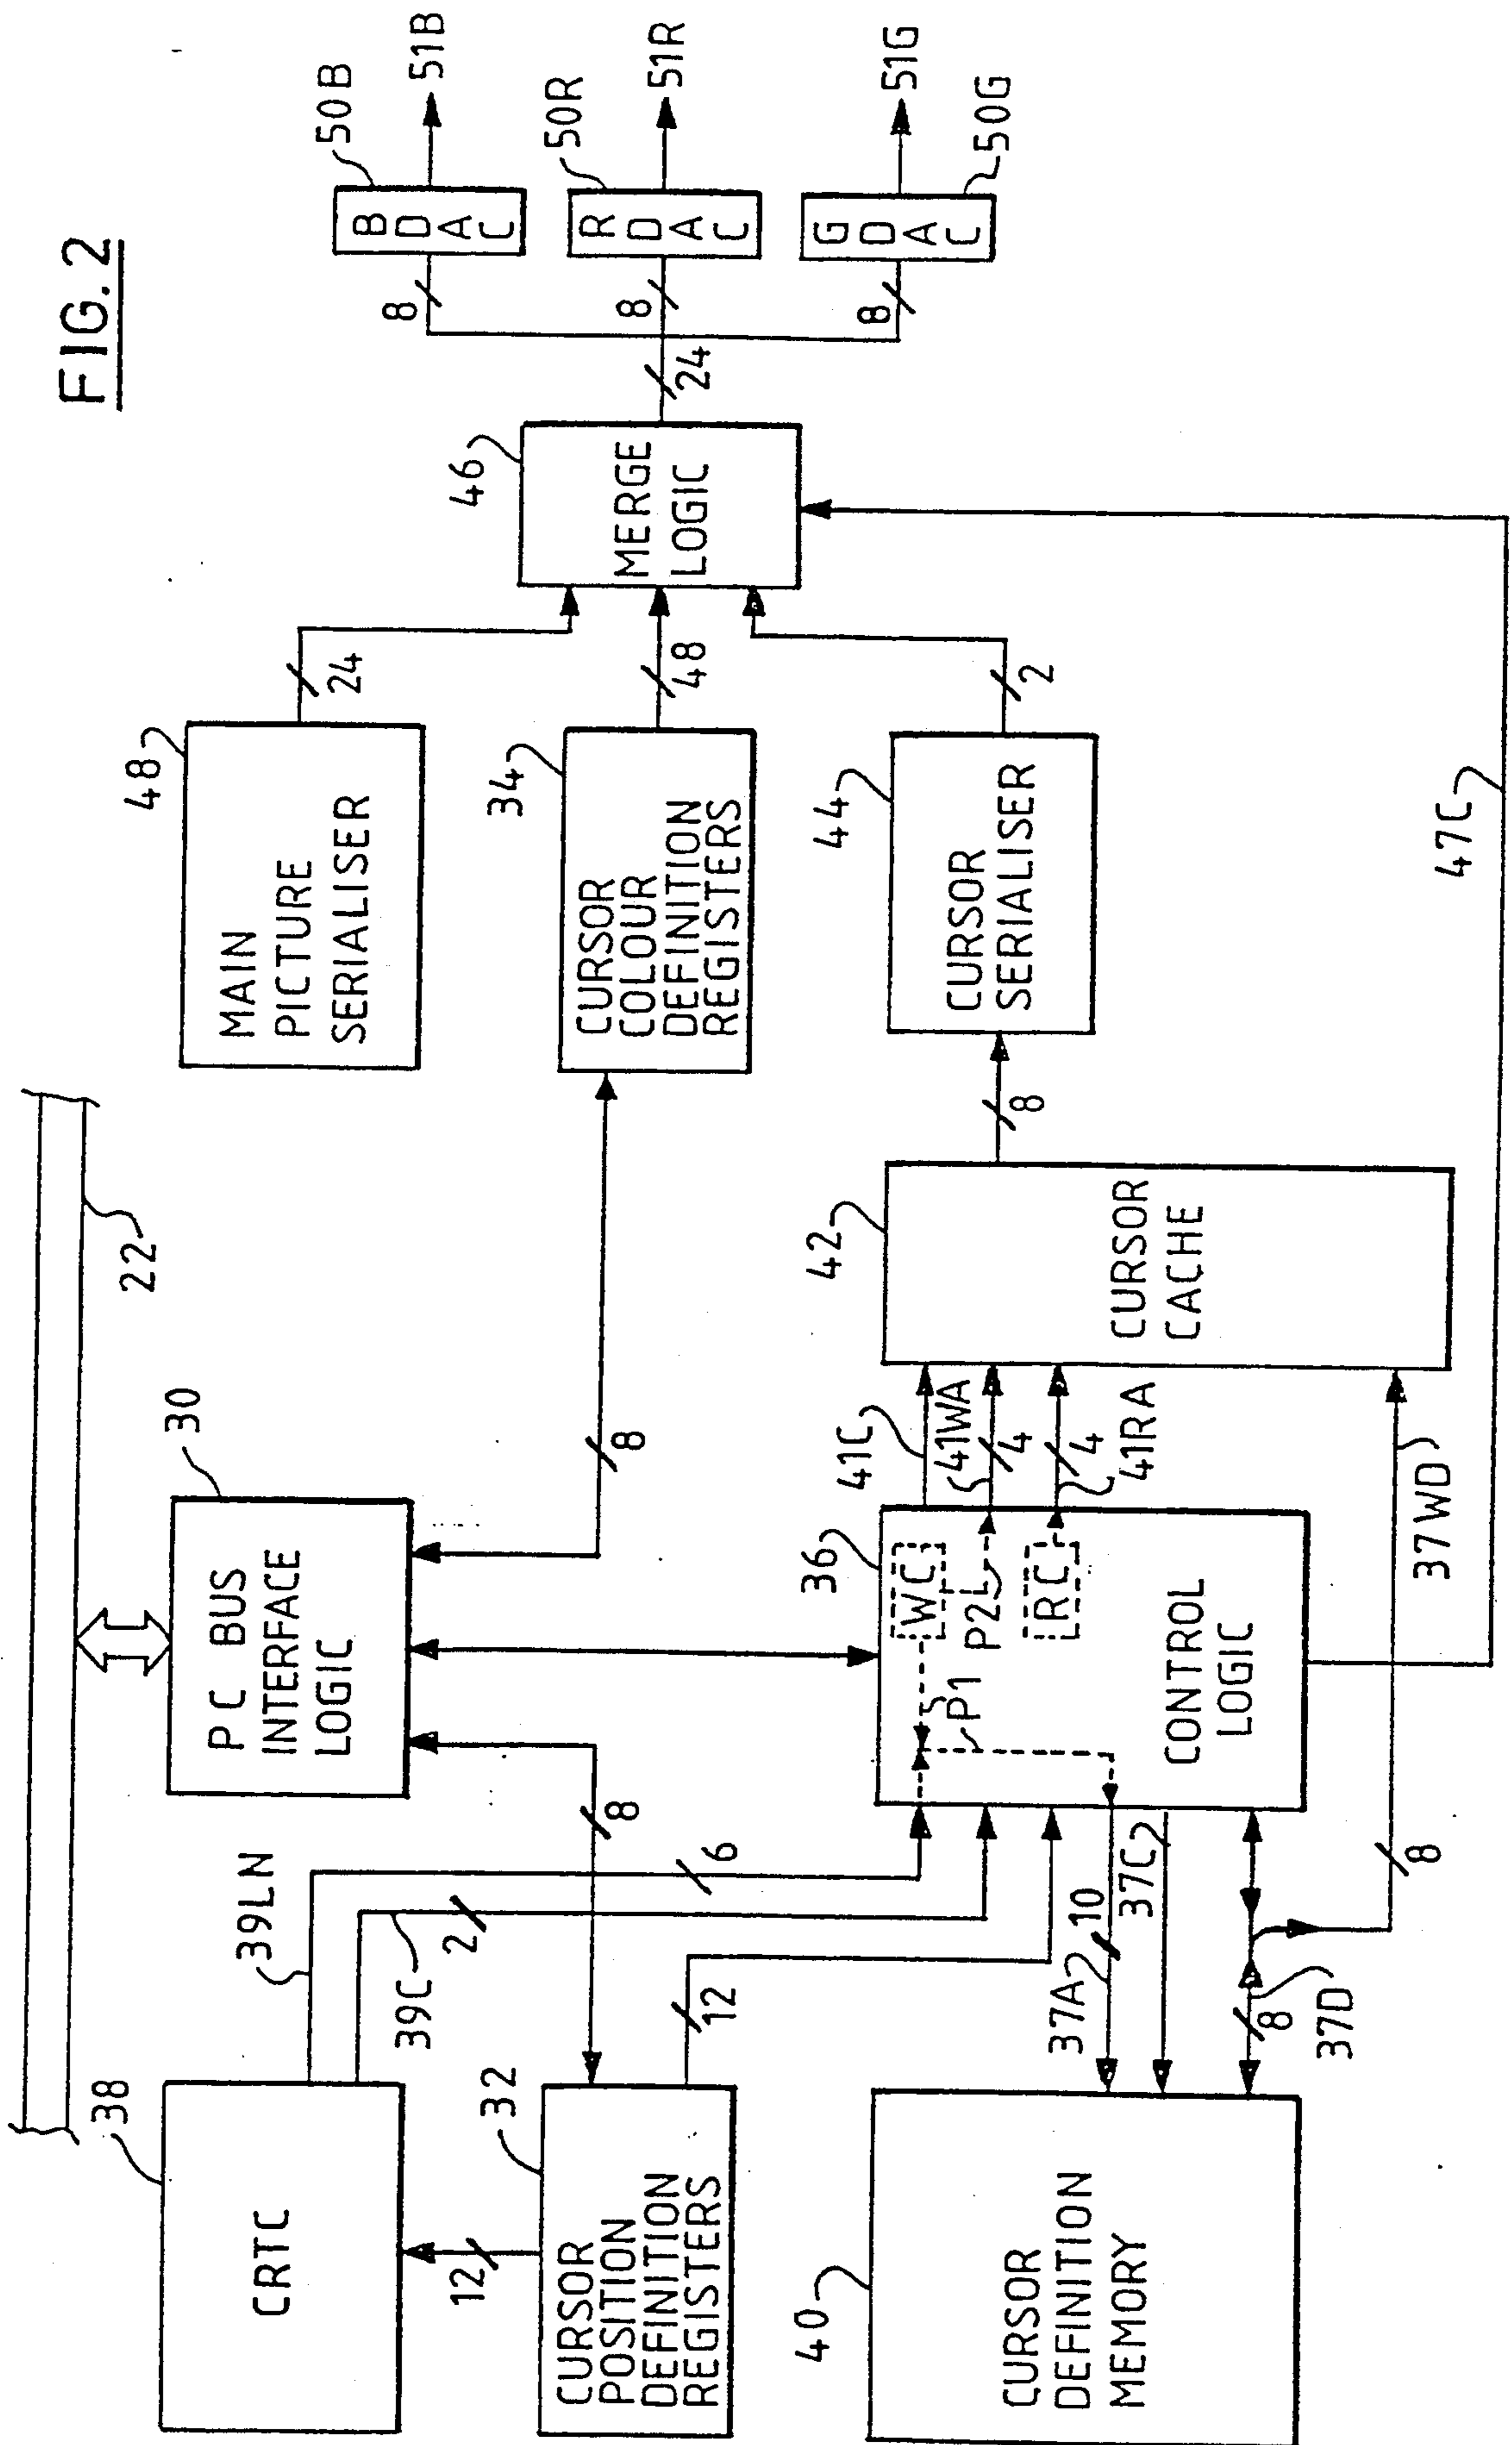 FIG. 2
22
38
CRTC
39LN
39C
6
2
12
32
CURSOR
POSITION
DEFINITION
REGISTERS
12
8
30
PC BUS
INTERFACE
LOGIC
8
48
MAIN
PICTURE
SERIALISER
24
34
CURSOR
COLOUR
DEFINITION
REGISTERS
48
46
MERGE
LOGIC
24
8
8
8
50B
B
D
A
C
51B
50R
R
D
A
C
51R
50G
G
D
A
C
51G
40
CURSOR
DEFINITION
MEMORY
37A
10
37C
8
37D
36
WC
P1
P2
RC
CONTROL
LOGIC
41C
41WA
4
4
41RA
8
37WD
42
CURSOR
CACHE
8
44
CURSOR
SERIALISER
2
47C